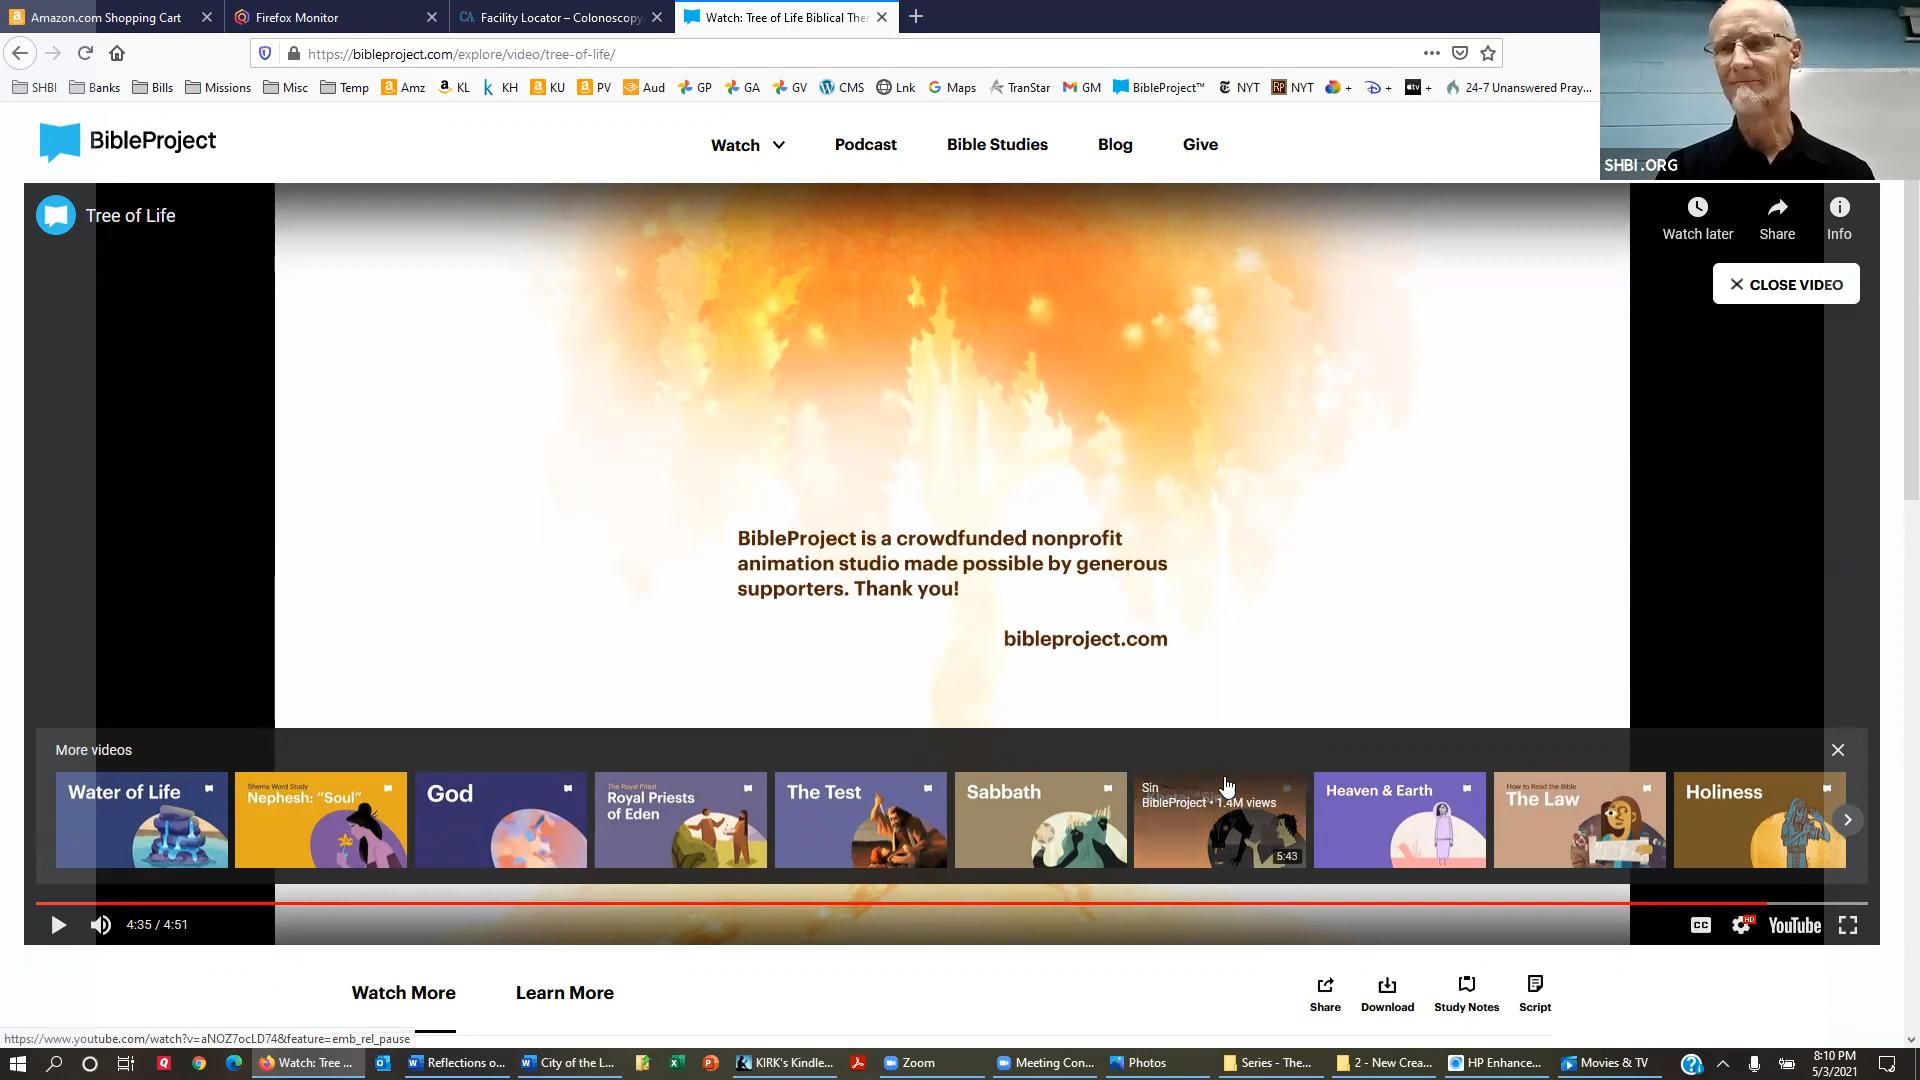 Amazon.com Shopping Cart
Firefox Monitor
Facility Locator – Colonoscopy
Watch: Tree of Life Biblical The
https://bibleproject.com/explore/video/tree-of-life/
SHBI
Banks
Bills
Missions
Misc
Temp
Amz
KL
KH
KU
PV
Aud
GP
GA
GV
CMS
Lnk
Maps
TranStar
GM
BibleProject™
NYT
NYT
+
+
+
24-7 Unanswered Pray...
SHBI.ORG
BibleProject
Watch
Podcast
Bible Studies
Blog
Give
Tree of Life
Watch later
Share
Info
CLOSE VIDEO
BibleProject is a crowdfunded nonprofit
animation studio made possible by generous
supporters. Thank you!
bibleproject.com
More videos
Water of Life
Shema Word Study
Nephesh: “Soul”
God
The Royal Priest
Royal Priests
of Eden
The Test
Sabbath
Sin
BibleProject • 1.4M views
5:43
Heaven & Earth
How to Read the Bible
The Law
Holiness
4:35 / 4:51
CC
HD
YouTube
Watch More
Learn More
Share
Download
Study Notes
Script
https://www.youtube.com/watch?v=aNOZ7ocLD74&feature=emb_rel_pause
Watch: Tree ...
Reflections o...
City of the L...
KIRK's Kindle...
Zoom
Meeting Con...
Photos
Series - The...
2 - New Crea...
HP Enhance...
Movies & TV
8:10 PM
5/3/2021